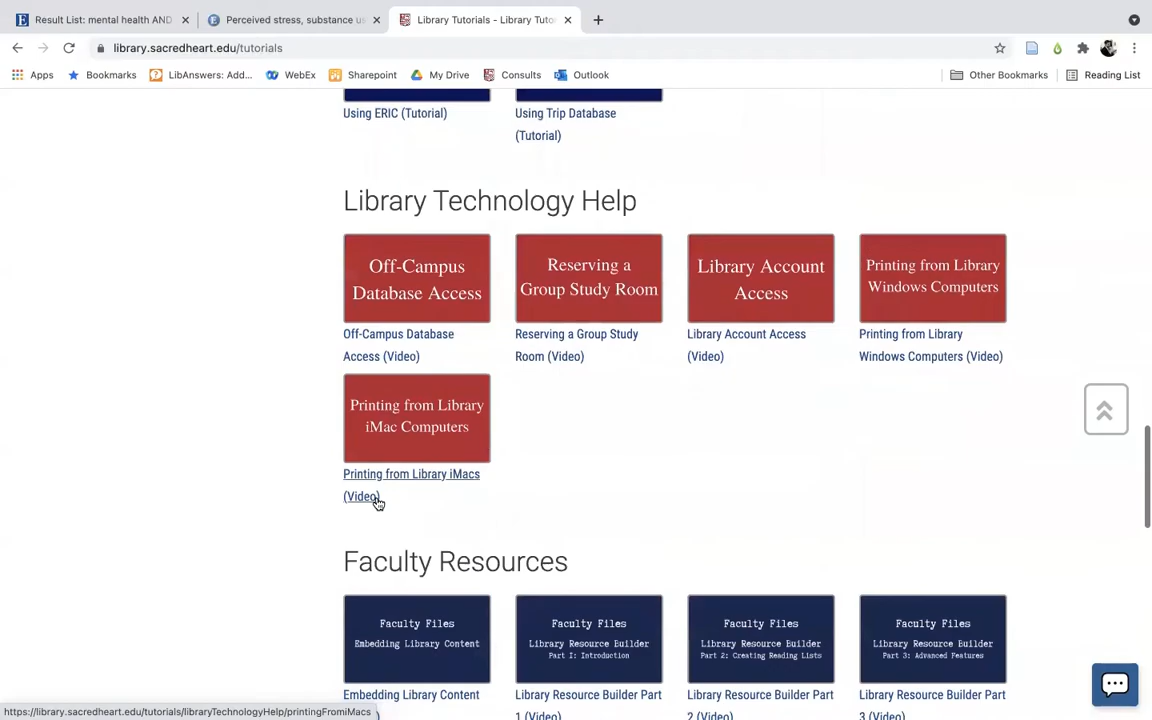 Result List: mental health AND
Perceived stress, substance us
Library Tutorials - Library Tutor
library.sacredheart.edu/tutorials
Apps
Bookmarks
LibAnswers: Add...
WebEx
Sharepoint
My Drive
Consults
Outlook
Other Bookmarks
Reading List
Using ERIC (Tutorial)
Using Trip Database
(Tutorial)
Library Technology Help
Off-Campus
Database Access
Reserving a
Group Study Room
Library Account
Access
Printing from Library
Windows Computers
Off-Campus Database
Access (Video)
Reserving a Group Study
Room (Video)
Library Account Access
(Video)
Printing from Library
Windows Computers (Video)
Printing from Library
iMac Computers
Printing from Library iMacs
(Video)
Faculty Resources
Faculty Files
Embedding Library Content
Faculty Files
Library Resource Builder
Part I: Introduction
Faculty Files
Library Resource Builder
Part 2: Creating Reading Lists
Faculty Files
Library Resource Builder
Part 3: Advanced Features
Embedding Library Content
Library Resource Builder Part
1 (Video)
Library Resource Builder Part
2 (Video)
Library Resource Builder Part
3 (Video)
https://library.sacredheart.edu/tutorials/libraryTechnologyHelp/printingFromiMacs